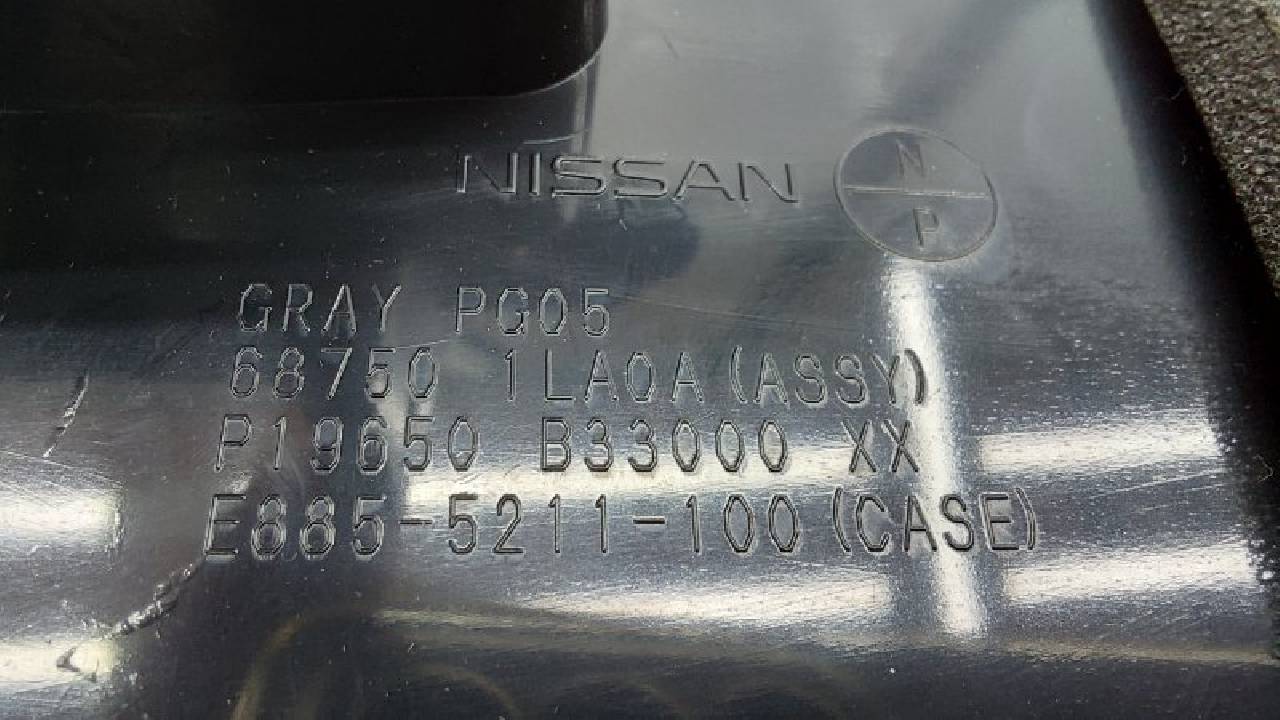 NISSAN
N
P
GRAY PG05
68750 1LA0A (ASSY)
P19650 B33000 XX
E885-5211-100 (CASE)